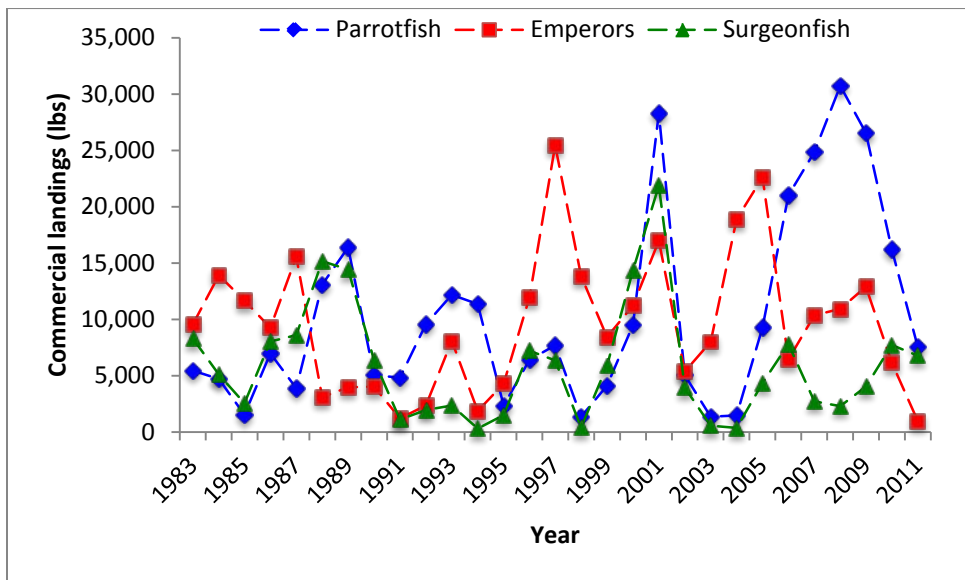 Parrotfish Emperors Surgeonfish
35,000
30,000
25,000
20,000
15,000
10,000
5,000
0
Commercial landings (lbs)
1983 1985 1987 1989 1991 1993 1995 1997 1999 2001 2003 2005 2007 2009 2011
Year